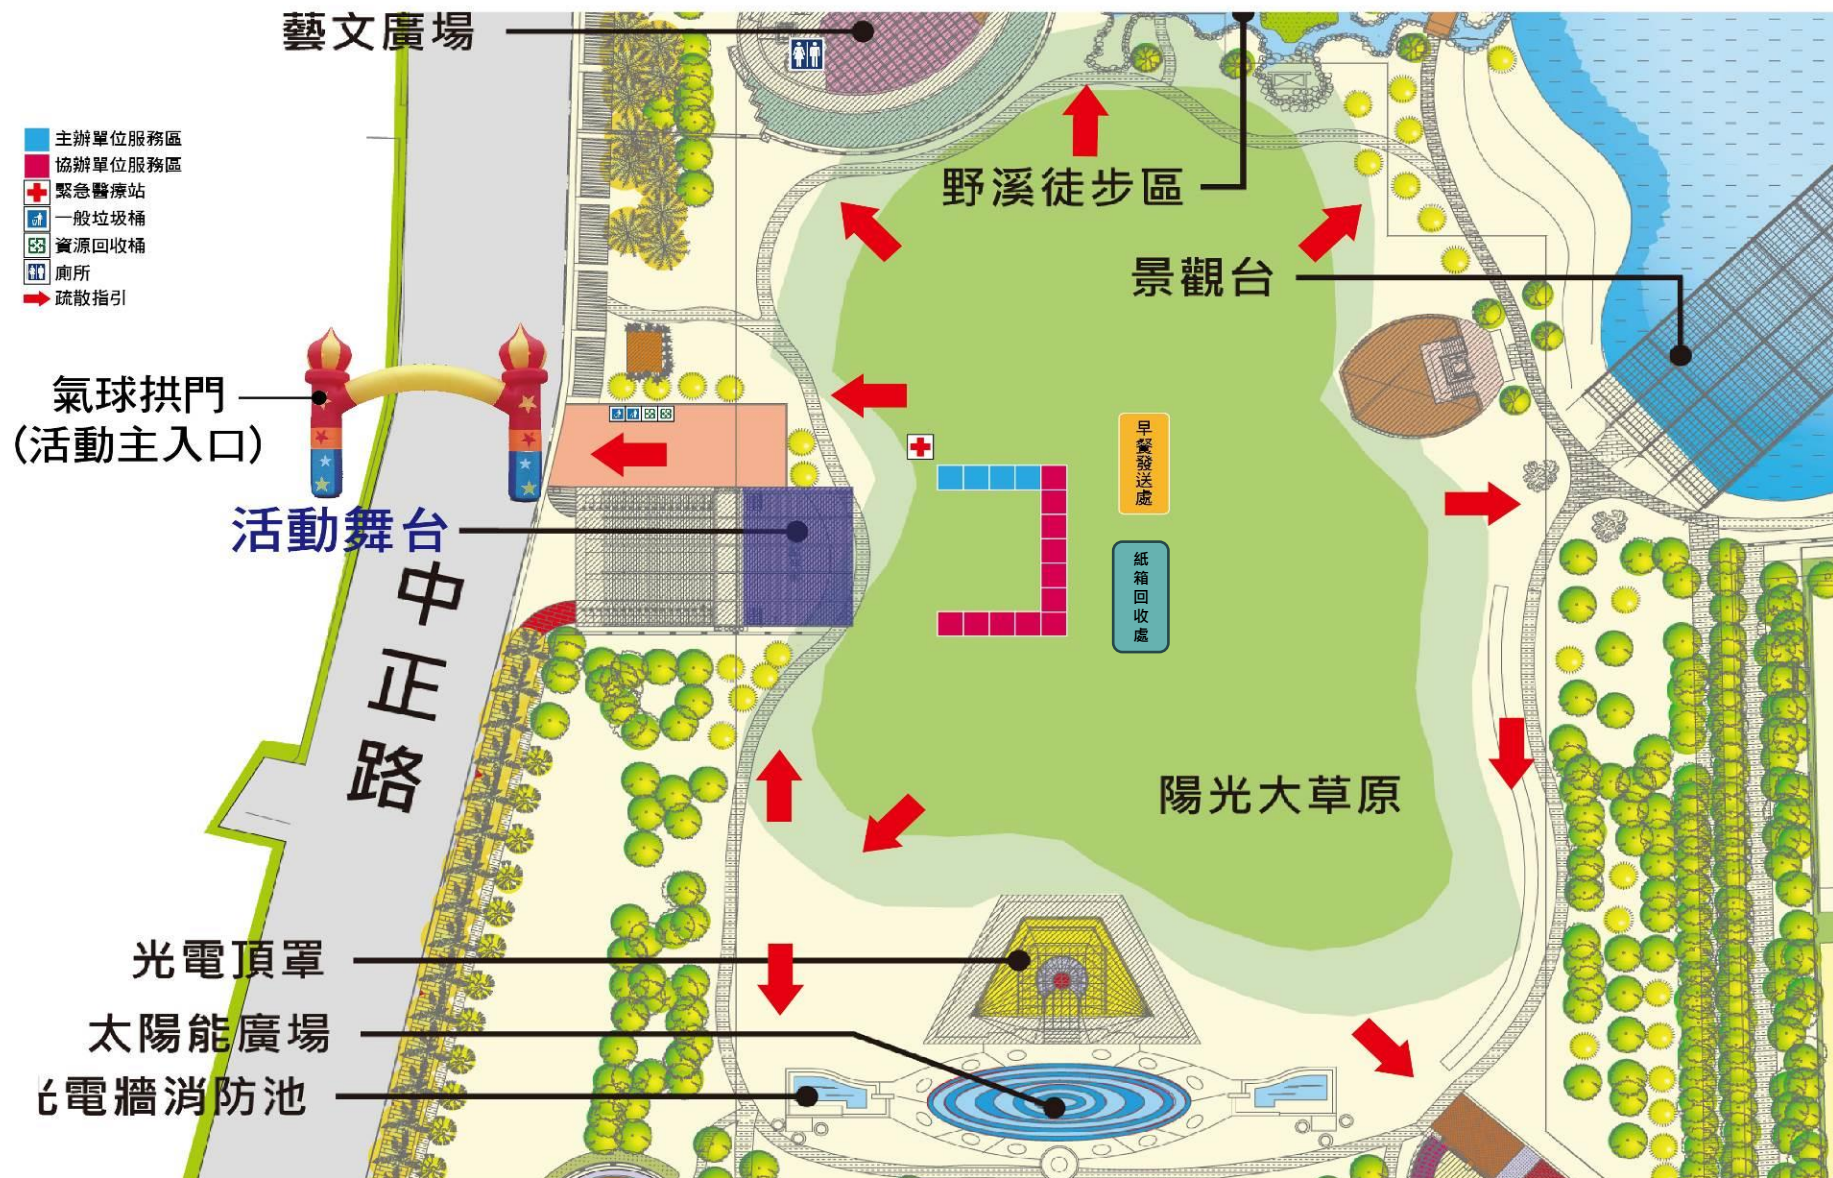 藝文廣場
主辦單位服務區
協辦單位服務區
緊急醫療站
一般垃圾桶
資源回收桶
廁所
疏散指引
野溪徒步區
景觀台
氣球拱門
(活動主入口)
早餐發送處
活動舞台
紙箱回收處
中正路
陽光大草原
光電頂罩
太陽能廣場
電牆消防池